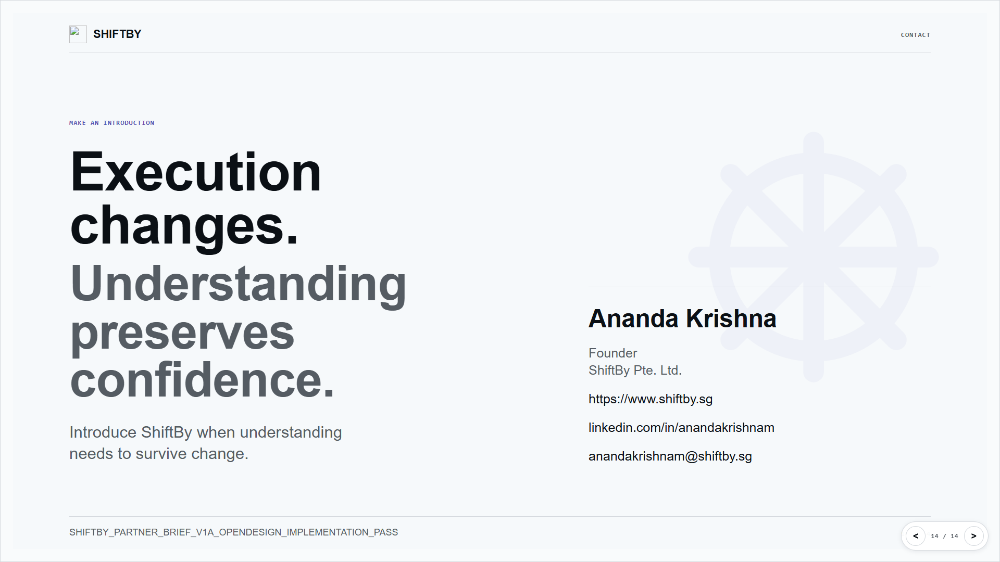 SHIFTBY
CONTACT
MAKE AN INTRODUCTION
Execution
changes.
Understanding
preserves
confidence.
Introduce ShiftBy when understanding
needs to survive change.
Ananda Krishna
Founder
ShiftBy Pte. Ltd.
https://www.shiftby.sg
linkedin.com/in/anandakrishnam
anandakrishnam@shiftby.sg
SHIFTBY_PARTNER_BRIEF_V1A_OPENDESIGN_IMPLEMENTATION_PASS
< 14 / 14 >